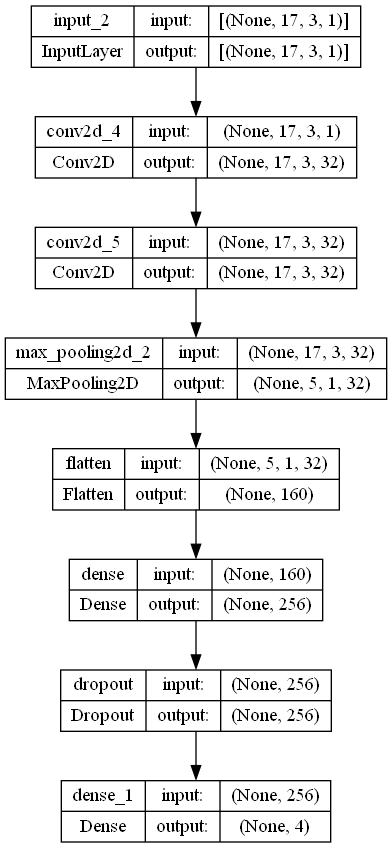 input_2 input: [(None, 17, 3, 1)]
InputLayer output: [(None, 17, 3, 1)]
conv2d_4 input: (None, 17, 3, 1)
Conv2D output: (None, 17, 3, 32)
conv2d_5 input: (None, 17, 3, 32)
Conv2D output: (None, 17, 3, 32)
max_pooling2d_2 input: (None, 17, 3, 32)
MaxPooling2D output: (None, 5, 1, 32)
flatten input: (None, 5, 1, 32)
Flatten output: (None, 160)
dense input: (None, 160)
Dense output: (None, 256)
dropout input: (None, 256)
Dropout output: (None, 256)
dense_1 input: (None, 256)
Dense output: (None, 4)